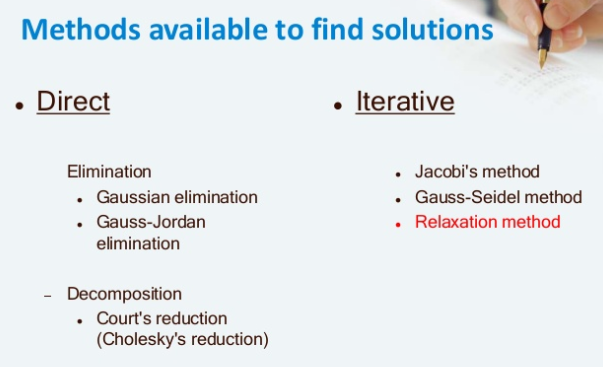 Methods available to find solutions
• Direct
Elimination
• Gaussian elimination
• Gauss-Jordan
elimination
– Decomposition
• Court's reduction
(Cholesky's reduction)
• Iterative
• Jacobi's method
• Gauss-Seidel method
• Relaxation method